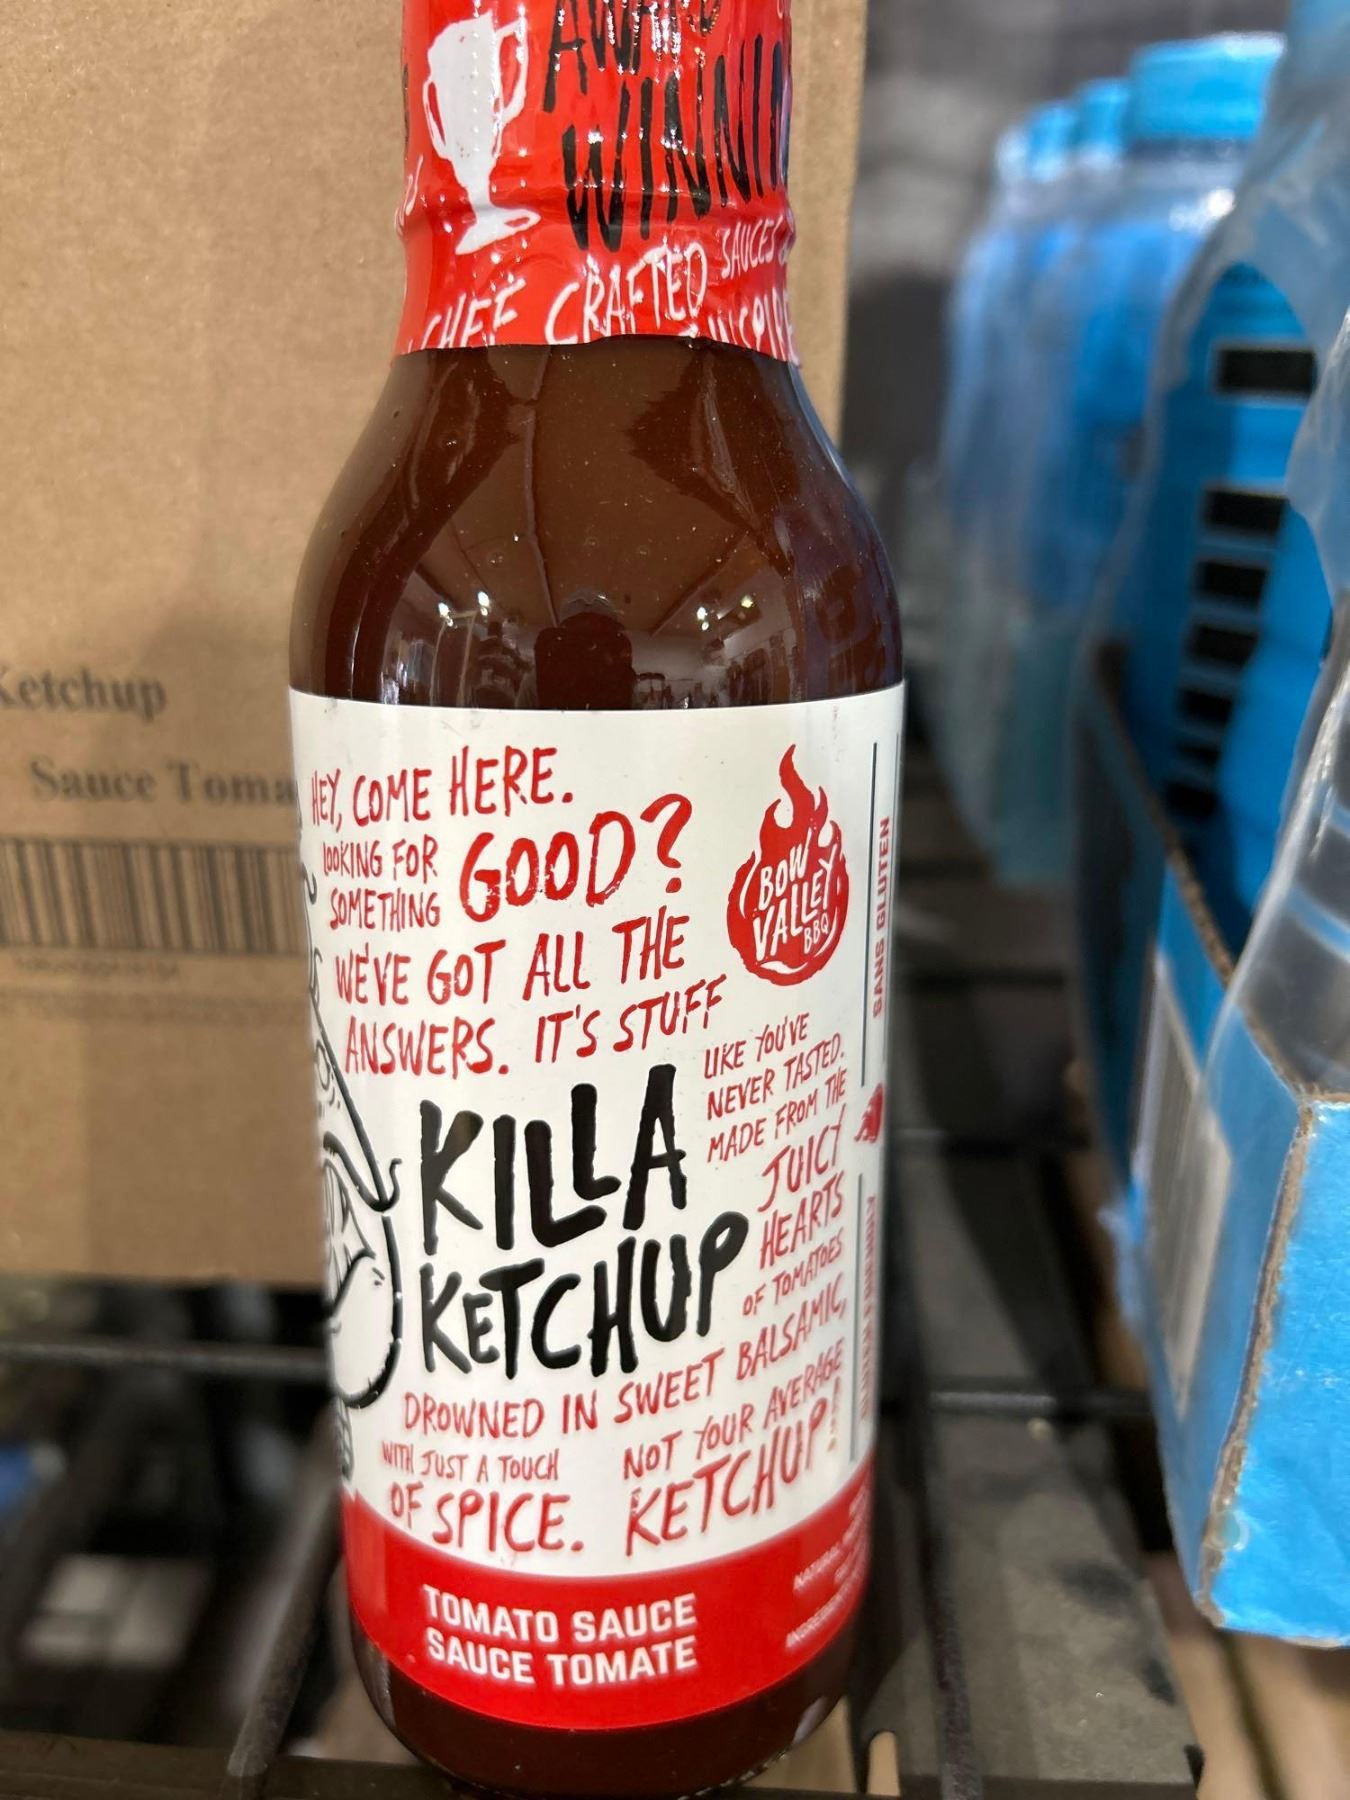 AWARD
WINNI
CHEF CRAFTED SAUCES
Ketchup
Sauce Toma
HEY, COME HERE.
LOOKING FOR
SOMETHING GOOD?
WE'VE GOT ALL THE
ANSWERS. IT'S STUFF
LIKE YOU'VE
NEVER TASTED.
MADE FROM THE
JUICY
HEARTS
OF TOMATOES
KILLA
KETCHUP
DROWNED IN SWEET BALSAMIC,
WITH JUST A TOUCH
OF SPICE.
NOT YOUR AVERAGE
KETCHUP
BOW
VALLEY
BBQ
SANS GLUTEN
TOMATO SAUCE
SAUCE TOMATE
NATURAL